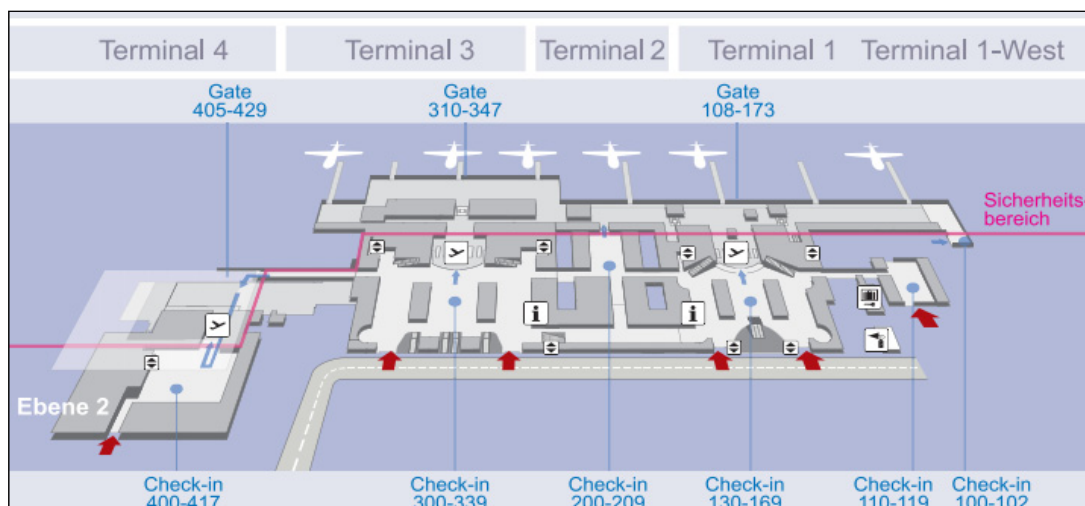 Terminal 4
Terminal 3
Terminal 2
Terminal 1
Terminal 1-West
Gate
405-429
Gate
310-347
Gate
108-173
Sicherheits-
bereich
i
i
Ebene 2
Check-in
400-417
Check-in
300-339
Check-in
200-209
Check-in
130-169
Check-in
110-119
Check-in
100-102